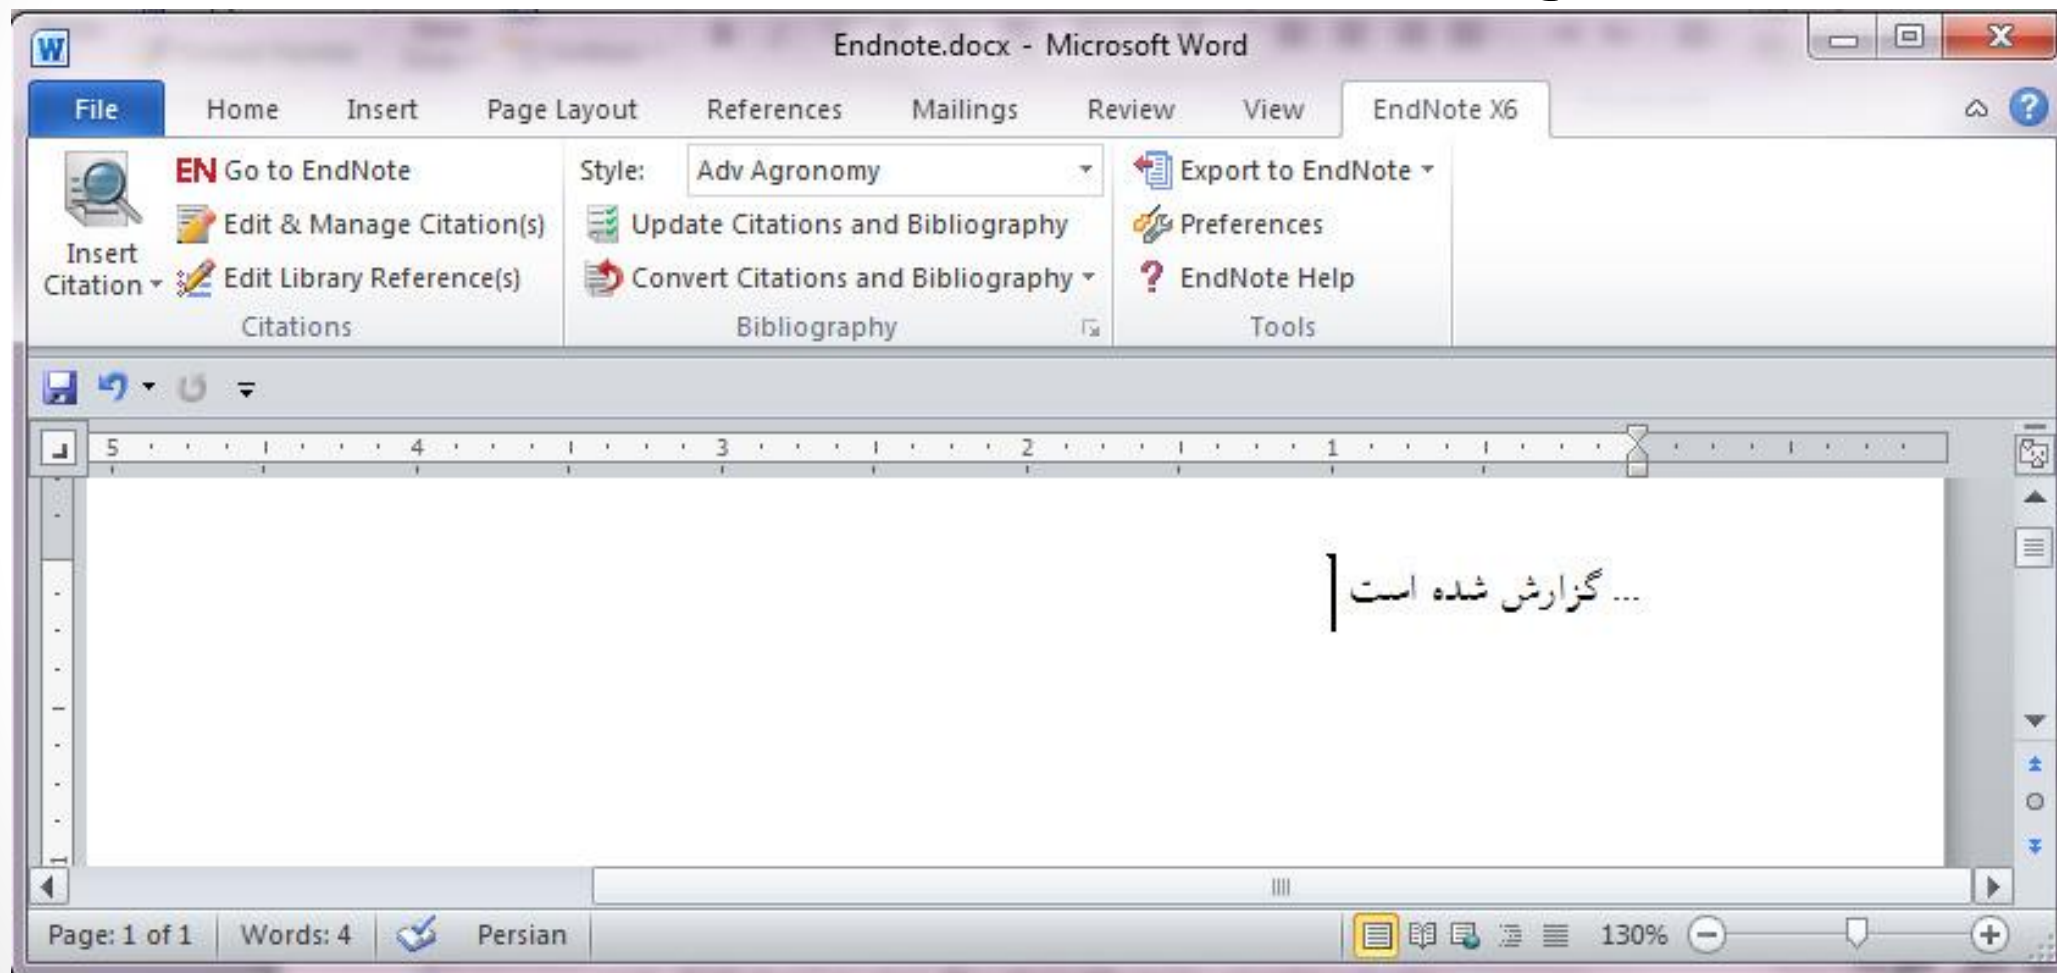 Endnote.docx - Microsoft Word
File Home Insert Page Layout References Mailings Review View EndNote X6
Insert Citation
EN Go to EndNote
Edit & Manage Citation(s)
Edit Library Reference(s)
Citations
Style: Adv Agronomy
Update Citations and Bibliography
Convert Citations and Bibliography
Bibliography
Export to EndNote
Preferences
? EndNote Help
Tools
5 4 3 2 1
... گزارش شده است
1
Page: 1 of 1 Words: 4 Persian 130%